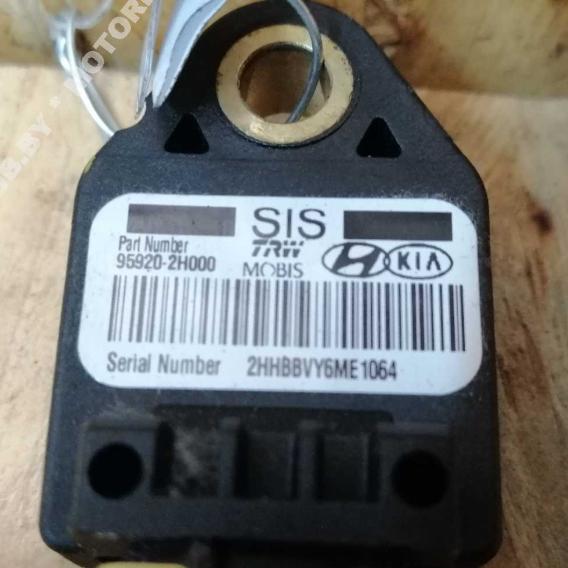 SIS
Part Number
95920-2H000
TRW
MOBIS
KIA
Serial Number 2HHBBVY6ME1064